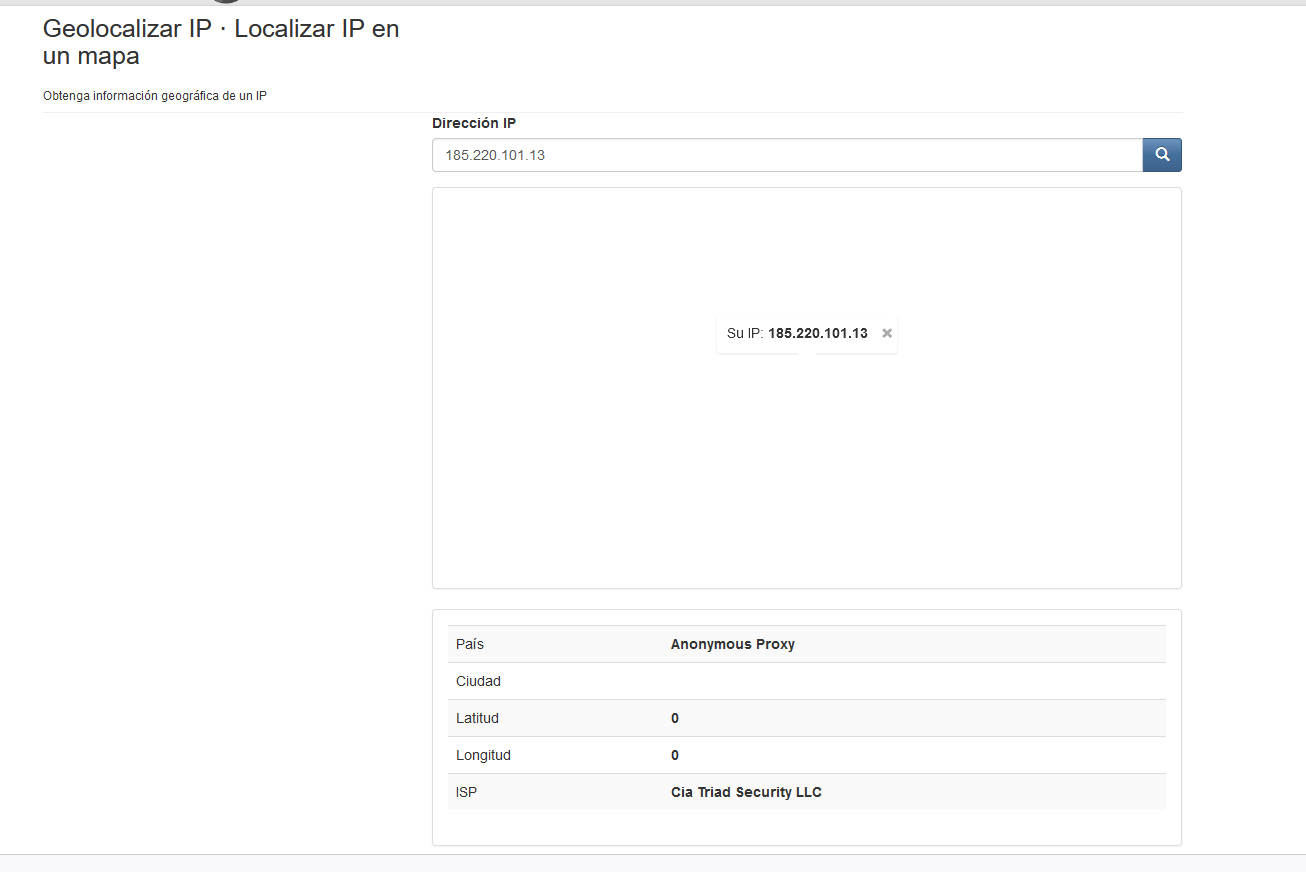 Geolocalizar IP · Localizar IP en
un mapa
Obtenga información geográfica de un IP
Dirección IP
185.220.101.13
Su IP: 185.220.101.13
País Anonymous Proxy
Ciudad
Latitud 0
Longitud 0
ISP Cia Triad Security LLC